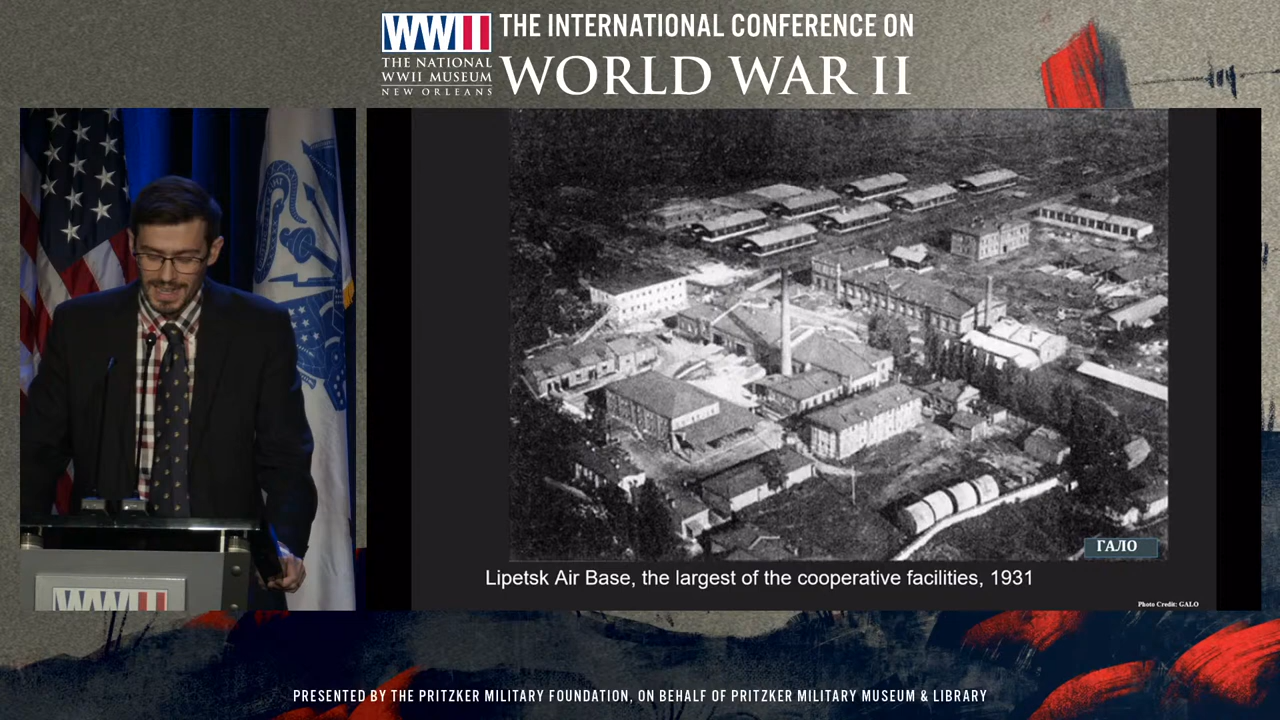 WWII
THE NATIONAL
WWII MUSEUM
NEW ORLEANS
THE INTERNATIONAL CONFERENCE ON
WORLD WAR II
ГАЛО
Lipetsk Air Base, the largest of the cooperative facilities, 1931
Photo Credit: GALO
WWII
PRESENTED BY THE PRITZKER MILITARY FOUNDATION, ON BEHALF OF PRITZKER MILITARY MUSEUM & LIBRARY